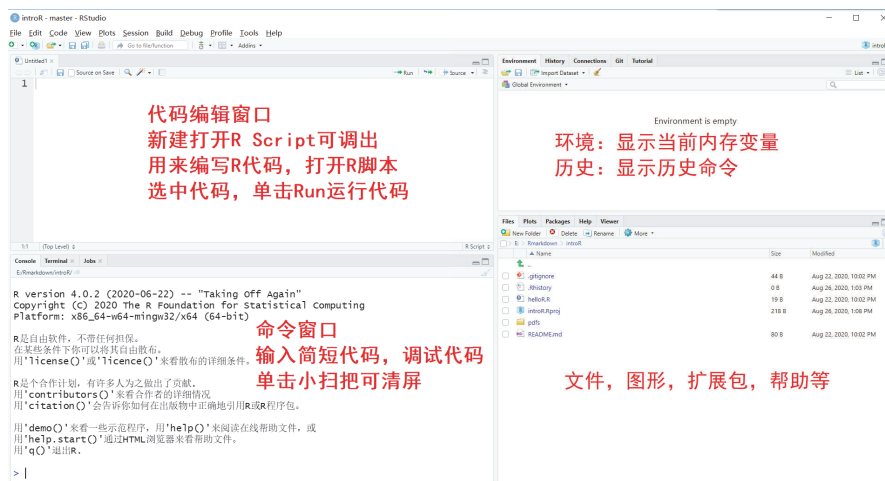 introR - master - RStudio
File Edit Code View Plots Session Build Debug Profile Tools Help
Go to file/function Addins
Untitled1
Source on Save Run Source
1
代码编辑窗口
新建打开R Script可调出
用来编写R代码，打开R脚本
选中代码，单击Run运行代码
1:1 (Top Level) R Script
Console Terminal Jobs
E:/Rmarkdown/introR/
R version 4.0.2 (2020-06-22) -- "Taking Off Again"
Copyright (C) 2020 The R Foundation for Statistical Computing
Platform: x86_64-w64-mingw32/x64 (64-bit)
R是自由软件，不带任何担保。
在某些条件下你可以将其自由散布。
用'license()'或'licence()'来看散布的详细条件。
R是个合作计划，有许多人为之做出了贡献.
用'contributors()'来看合作者的详细情况
用'citation()'会告诉你如何在出版物中正确地引用R或R程序包。
用'demo()'来看一些示范程序，用'help()'来阅读在线帮助文件，或
用'help.start()'通过HTML浏览器来看帮助文件。
用'q()'退出R.
>
命令窗口
输入简短代码，调试代码
单击小扫把可清屏
introR
Environment History Connections Git Tutorial
Import Dataset List
Global Environment
Environment is empty
环境：显示当前内存变量
历史：显示历史命令
Files Plots Packages Help Viewer
New Folder Delete Rename More
E: Rmarkdown introR
Name Size Modified
..
.gitignore 44 B Aug 22, 2020, 10:02 PM
.Rhistory 0 B Aug 26, 2020, 1:03 PM
helloR.R 19 B Aug 22, 2020, 10:02 PM
introR.Rproj 218 B Aug 26, 2020, 1:06 PM
pdfs
README.md 80 B Aug 22, 2020, 10:02 PM
文件，图形，扩展包，帮助等